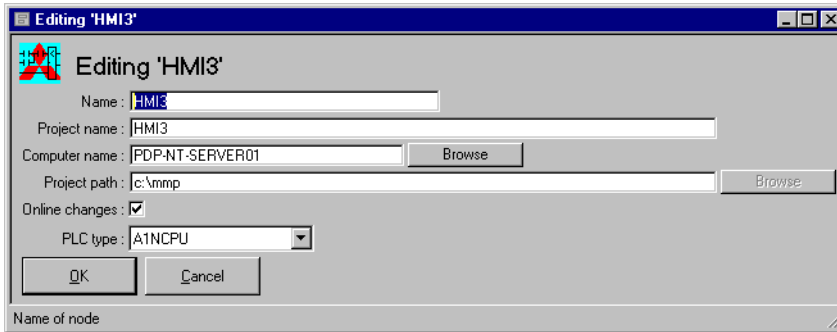 Editing 'HMI3'
Editing 'HMI3'
Name : HMI3
Project name : HMI3
Computer name : PDP-NT-SERVER01 Browse
Project path : c:\mmp Browse
Online changes :
PLC type : A1NCPU
OK Cancel
Name of node